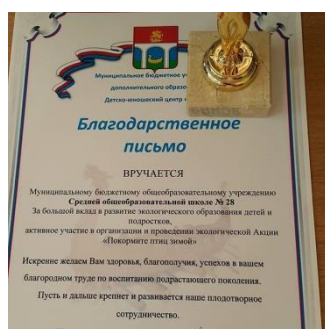 Муниципальное бюджетное
дополнительного
Детско-юношеский центр
Благодарственное
письмо
ВРУЧАЕТСЯ
Муниципальному бюджетному общеобразовательному учреждению
Средней общеобразовательной школе № 28
За большой вклад в развитие экологического образования детей и
подростков,
активное участие в организации и проведении экологической Акции
«Покормите птиц зимой»
Искренне желаем Вам здоровья, благополучия, успехов в вашем
благородном труде по воспитанию подрастающего поколения.
Пусть и дальше крепнет и развивается наше плодотворное
сотрудничество.